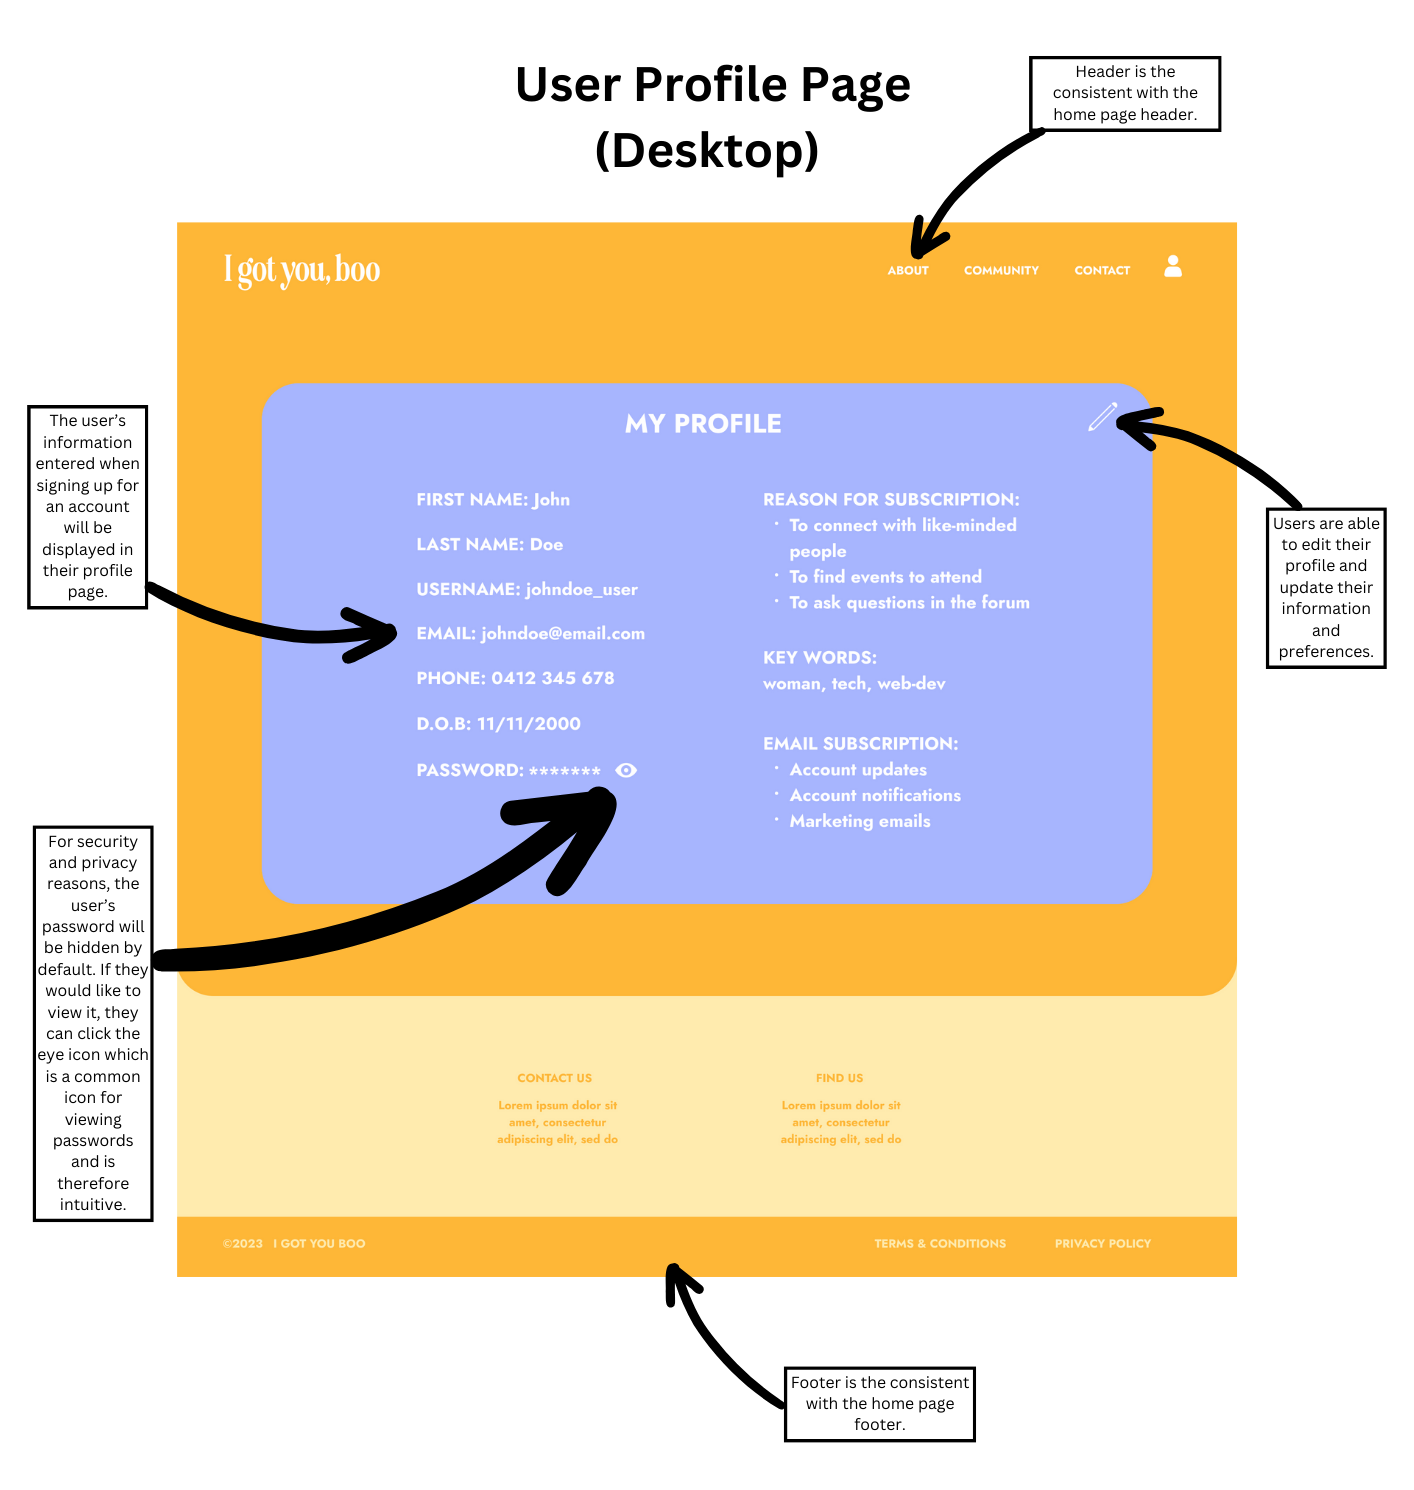 User Profile Page
(Desktop)
Header is the
consistent with the
home page header.
I got you, boo
ABOUT
COMMUNITY
CONTACT
The user’s
information
entered when
signing up for
an account
will be
displayed in
their profile
page.
MY PROFILE
FIRST NAME: John
LAST NAME: Doe
USERNAME: johndoe_user
EMAIL: johndoe@email.com
PHONE: 0412 345 678
D.O.B: 11/11/2000
PASSWORD: *******
REASON FOR SUBSCRIPTION:
· To connect with like-minded
people
· To find events to attend
· To ask questions in the forum
KEY WORDS:
woman, tech, web-dev
EMAIL SUBSCRIPTION:
· Account updates
· Account notifications
· Marketing emails
Users are able
to edit their
profile and
update their
information
and
preferences.
For security
and privacy
reasons, the
user’s
password will
be hidden by
default. If they
would like to
view it, they
can click the
eye icon which
is a common
icon for
viewing
passwords
and is
therefore
intuitive.
CONTACT US
Lorem ipsum dolor sit
amet, consectetur
adipiscing elit, sed do
FIND US
Lorem ipsum dolor sit
amet, consectetur
adipiscing elit, sed do
©2023 I GOT YOU BOO
TERMS & CONDITIONS
PRIVACY POLICY
Footer is the consistent
with the home page
footer.